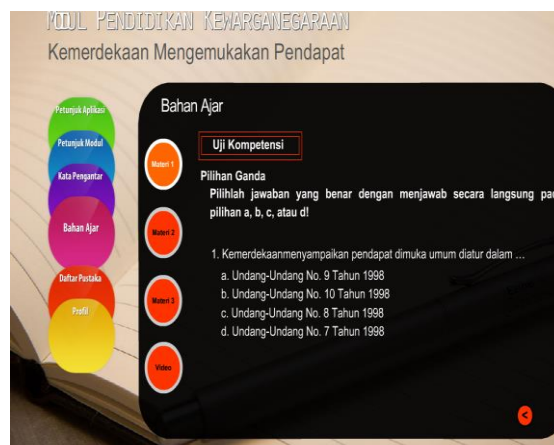 MODUL PENDIDIKAN KEWARGANEGARAAN
Kemerdekaan Mengemukakan Pendapat
Petunjuk Aplikasi
Petunjuk Modul
Kata Pengantar
Bahan Ajar
Daftar Pustaka
Profil
Materi 1
Materi 2
Materi 3
Video
Bahan Ajar
Uji Kompetensi
Pilihan Ganda
Pilihlah jawaban yang benar dengan menjawab secara langsung pad
pilihan a, b, c, atau d!
1. Kemerdekaanmenyampaikan pendapat dimuka umum diatur dalam ...
a. Undang-Undang No. 9 Tahun 1998
b. Undang-Undang No. 10 Tahun 1998
c. Undang-Undang No. 8 Tahun 1998
d. Undang-Undang No. 7 Tahun 1998